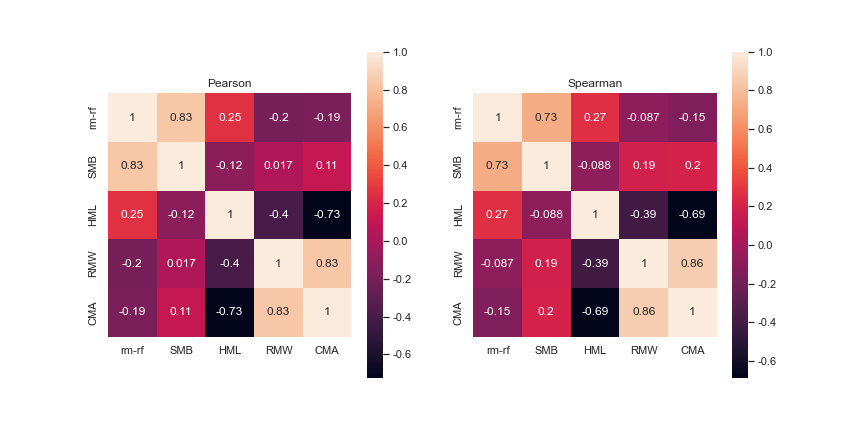 Pearson
rm-rf 1 0.83 0.25 -0.2 -0.19
SMB 0.83 1 -0.12 0.017 0.11
HML 0.25 -0.12 1 -0.4 -0.73
RMW -0.2 0.017 -0.4 1 0.83
CMA -0.19 0.11 -0.73 0.83 1
rm-rf SMB HML RMW CMA
1.0
0.8
0.6
0.4
0.2
0.0
-0.2
-0.4
-0.6
Spearman
rm-rf 1 0.73 0.27 -0.087 -0.15
SMB 0.73 1 -0.088 0.19 0.2
HML 0.27 -0.088 1 -0.39 -0.69
RMW -0.087 0.19 -0.39 1 0.86
CMA -0.15 0.2 -0.69 0.86 1
rm-rf SMB HML RMW CMA
1.0
0.8
0.6
0.4
0.2
0.0
-0.2
-0.4
-0.6